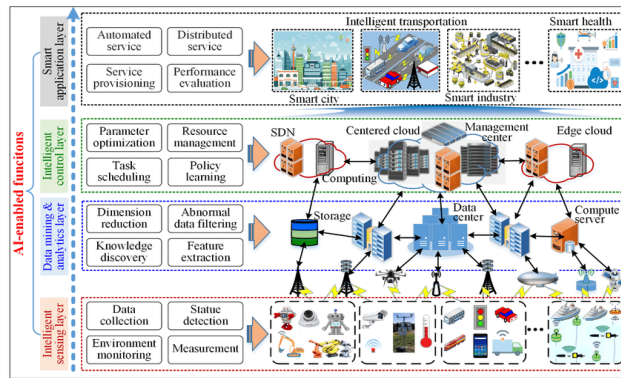 AI-enabled funcitons
Smart
application layer
Automated
service
Distributed
service
Service
provisioning
Performance
evaluation
Intelligent transportation
Smart health
Smart city
Smart industry
Intelligent
control layer
Parameter
optimization
Resource
management
Task
scheduling
Policy
learning
SDN
Centered cloud
Management
center
Edge cloud
Computing
Data mining &
analytics layer
Dimension
reduction
Abnormal
data filtering
Knowledge
discovery
Feature
extraction
Storage
Data
center
Compute
server
Intelligent
sensing layer
Data
collection
Statue
detection
Environment
monitoring
Measurement